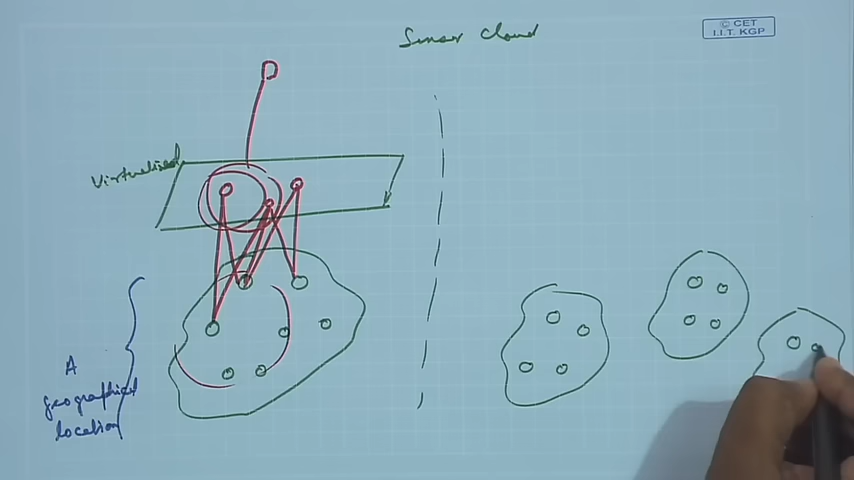 Sensor Cloud
© CET
I.I.T. KGP
Virtualized
A
geographical
location